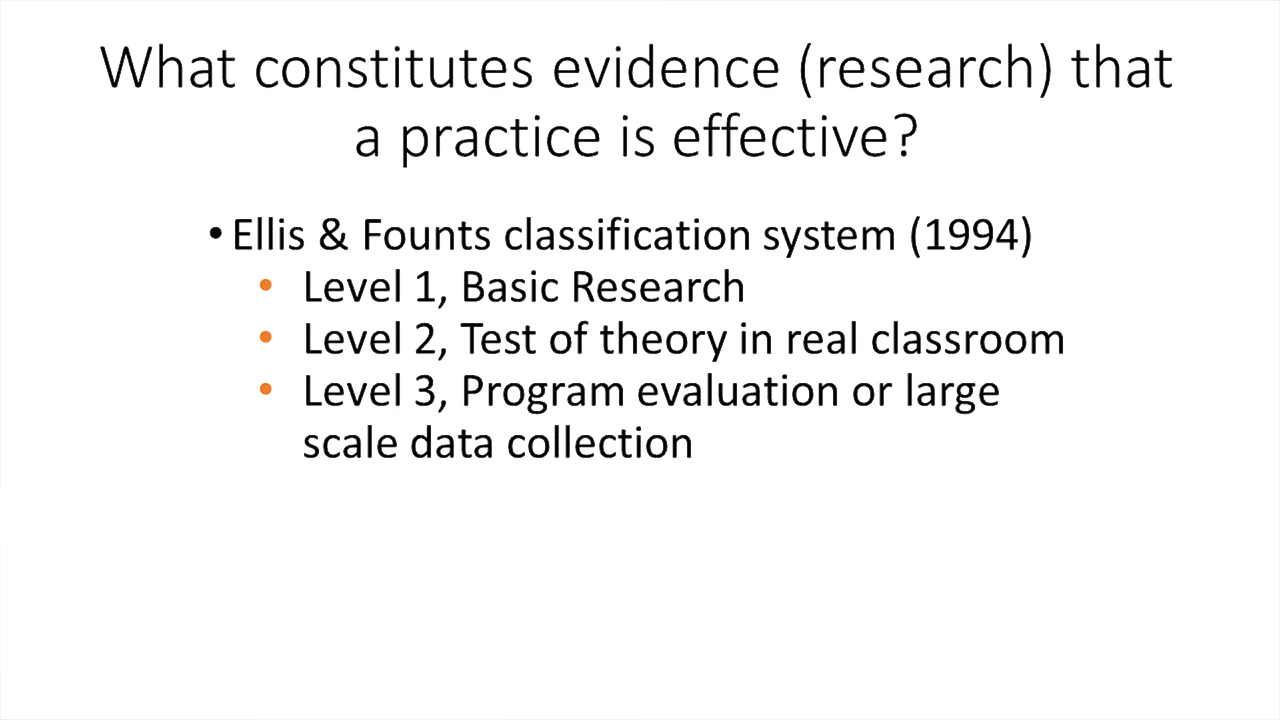 What constitutes evidence (research) that
a practice is effective?
• Ellis & Founts classification system (1994)
• Level 1, Basic Research
• Level 2, Test of theory in real classroom
• Level 3, Program evaluation or large
scale data collection